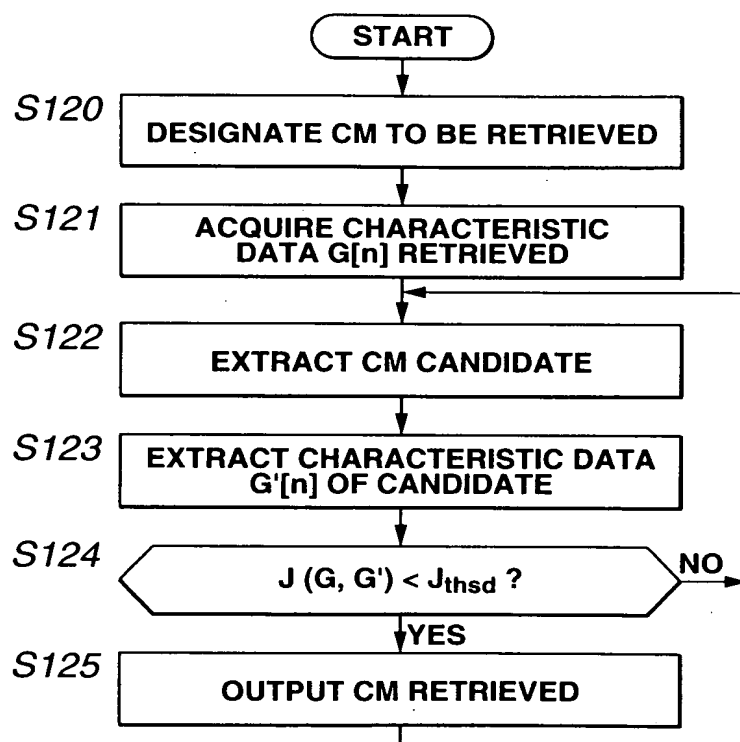 START
S120
DESIGNATE CM TO BE RETRIEVED
S121
ACQUIRE CHARACTERISTIC
DATA G[n] RETRIEVED
S122
EXTRACT CM CANDIDATE
S123
EXTRACT CHARACTERISTIC DATA
G'[n] OF CANDIDATE
S124
J (G, G') < Jthsd ?
NO
YES
S125
OUTPUT CM RETRIEVED